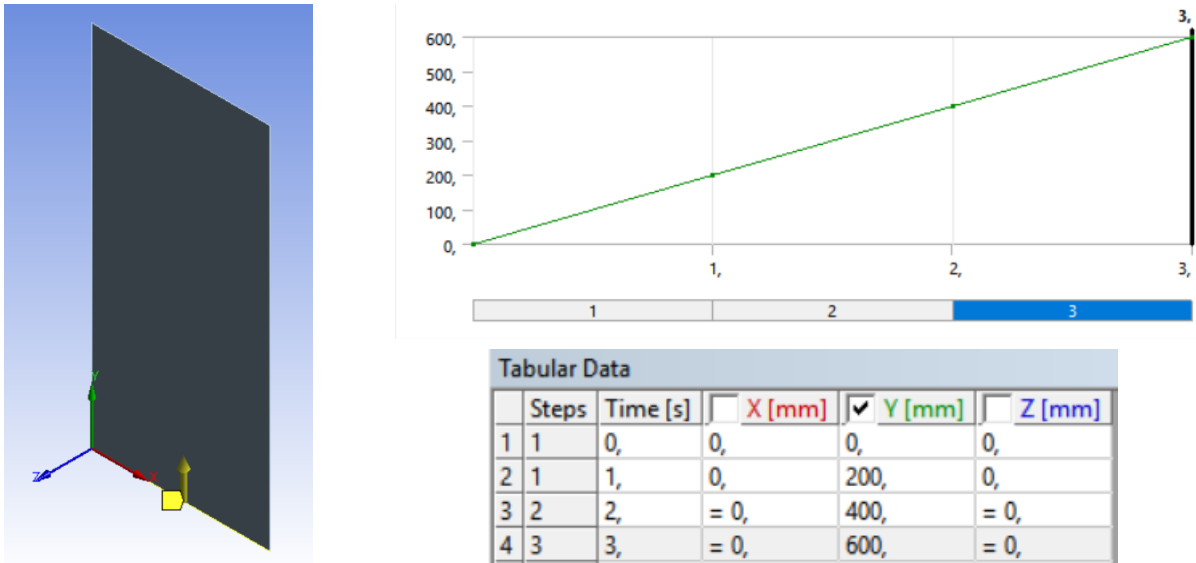 Y
Z
X
3,
600,
500,
400,
300,
200,
100,
0,
1,
2,
3,
1
2
3
Tabular Data
Steps Time [s] X [mm] Y [mm] Z [mm]
1 1 0, 0, 0, 0,
2 1 1, 0, 200, 0,
3 2 2, = 0, 400, = 0,
4 3 3, = 0, 600, = 0,